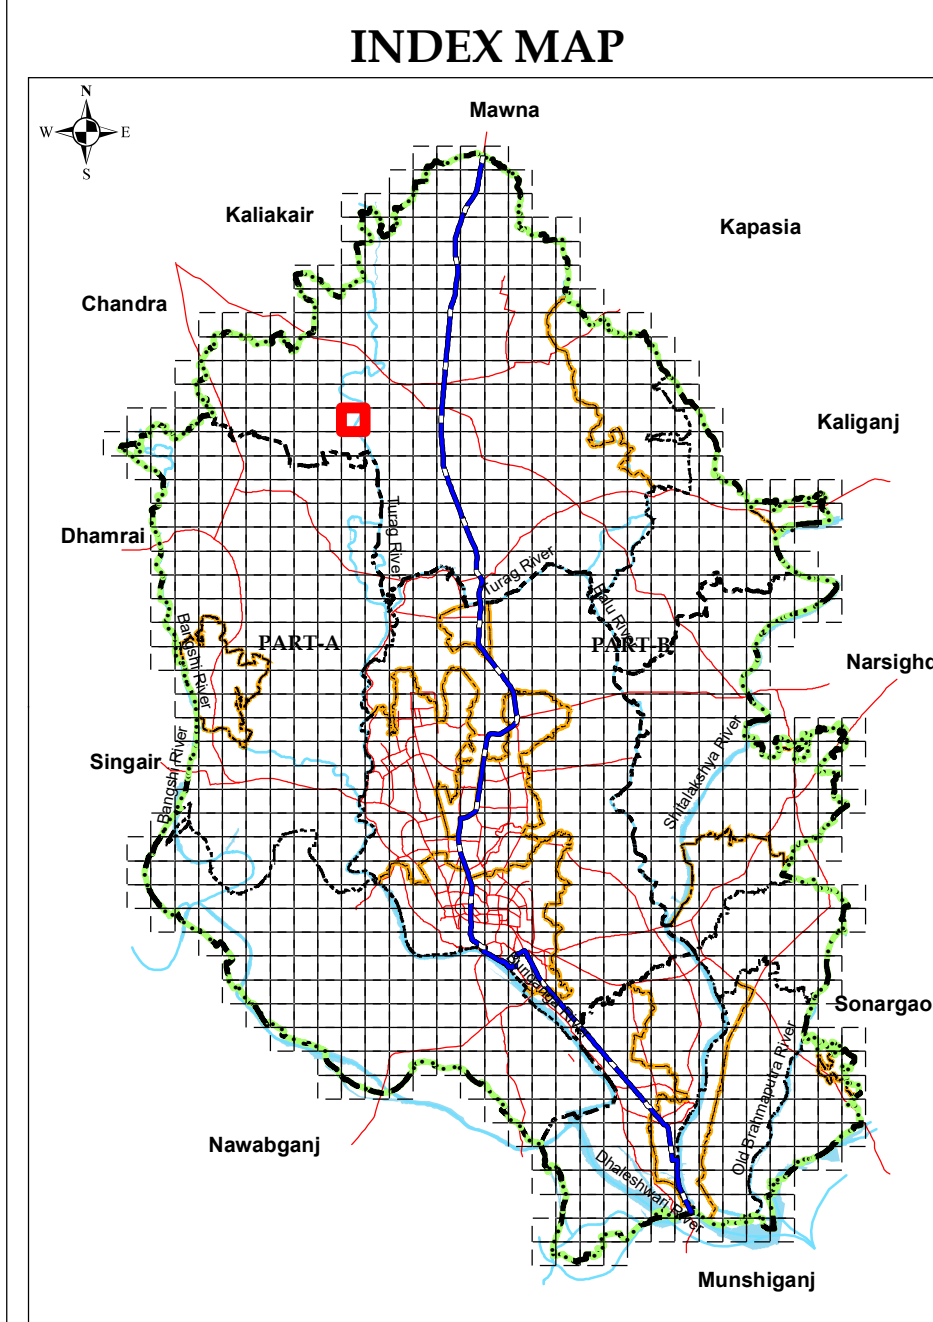 INDEX MAP
N
W E
S
Mawna
Kaliakair
Kapasia
Chandra
Kaliganj
Dhamrai
Turag River
Turag River
Balu River
Bangshi River
PART-A
PART-B
Narsighd
Singair
Bangshi River
Shitalakshya River
Buriganga River
Sonargao
Old Brahmaputra River
Nawabganj
Dhaleshwari River
Munshiganj